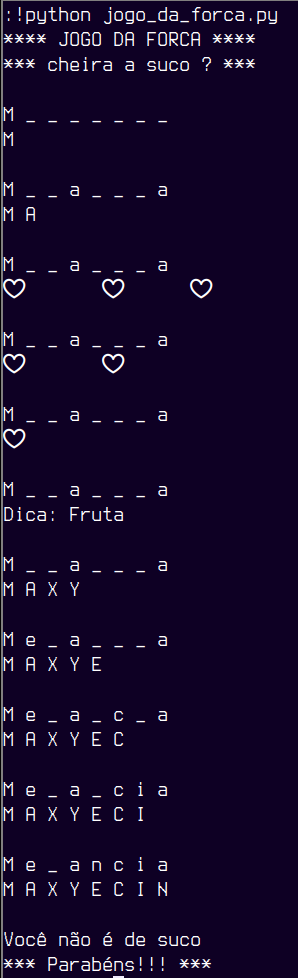 :!python jogo_da_forca.py
**** JOGO DA FORCA ****
*** cheira a suco ? ***
M _ _ _ _ _ _ _
M
M _ _ a _ _ _ a
M A
M _ _ a _ _ _ a
♡ ♡ ♡
M _ _ a _ _ _ a
♡ ♡
M _ _ a _ _ _ a
♡
M _ _ a _ _ _ a
Dica: Fruta
M _ _ a _ _ _ a
M A X Y
M e _ a _ _ _ a
M A X Y E
M e _ a _ c _ a
M A X Y E C
M e _ a _ c i a
M A X Y E C I
M e _ a n c i a
M A X Y E C I N
Você não é de suco
*** Parabéns!!! ***